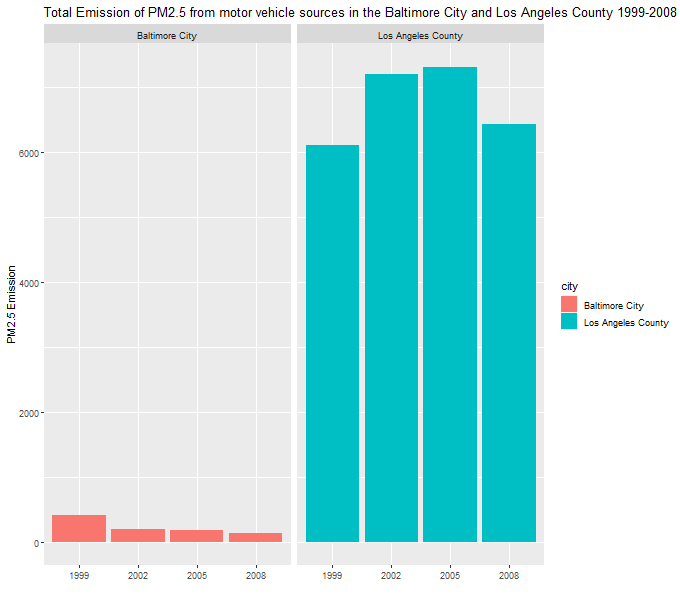 Total Emission of PM2.5 from motor vehicle sources in the Baltimore City and Los Angeles County 1999-2008
Baltimore City
Los Angeles County
PM2.5 Emission
6000
4000
2000
0
1999 2002 2005 2008
1999 2002 2005 2008
city
Baltimore City
Los Angeles County